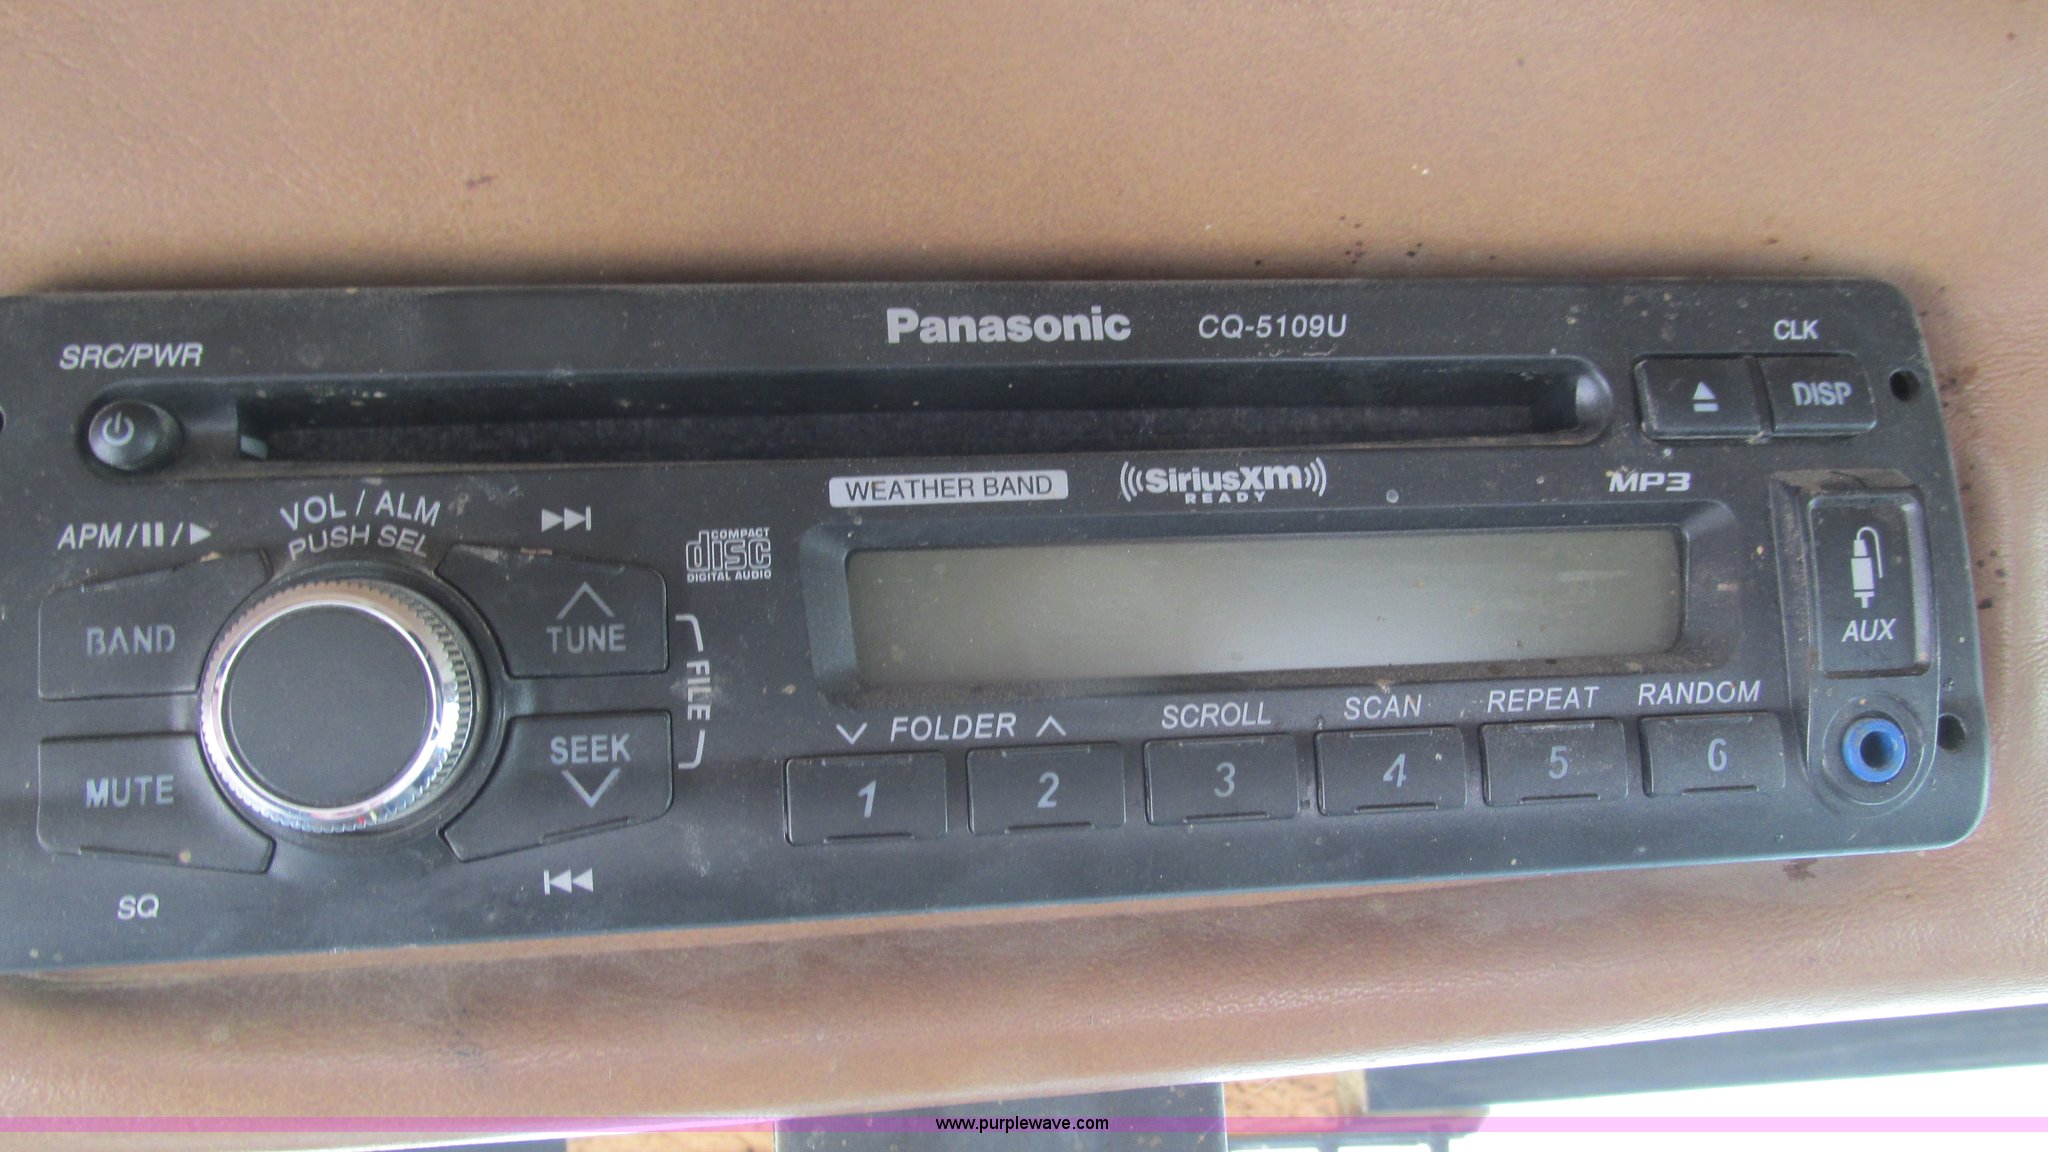 Panasonic CQ-5109U
SRC/PWR
CLK
DISP
WEATHER BAND
(((SiriusXM)))
READY
MP3
APM/II/▶
VOL / ALM
PUSH SEL
COMPACT
disc
DIGITAL AUDIO
BAND
TUNE
FILE
AUX
MUTE
SEEK
FOLDER
SCROLL
SCAN
REPEAT
RANDOM
1
2
3
4
5
6
SQ
www.purplewave.com